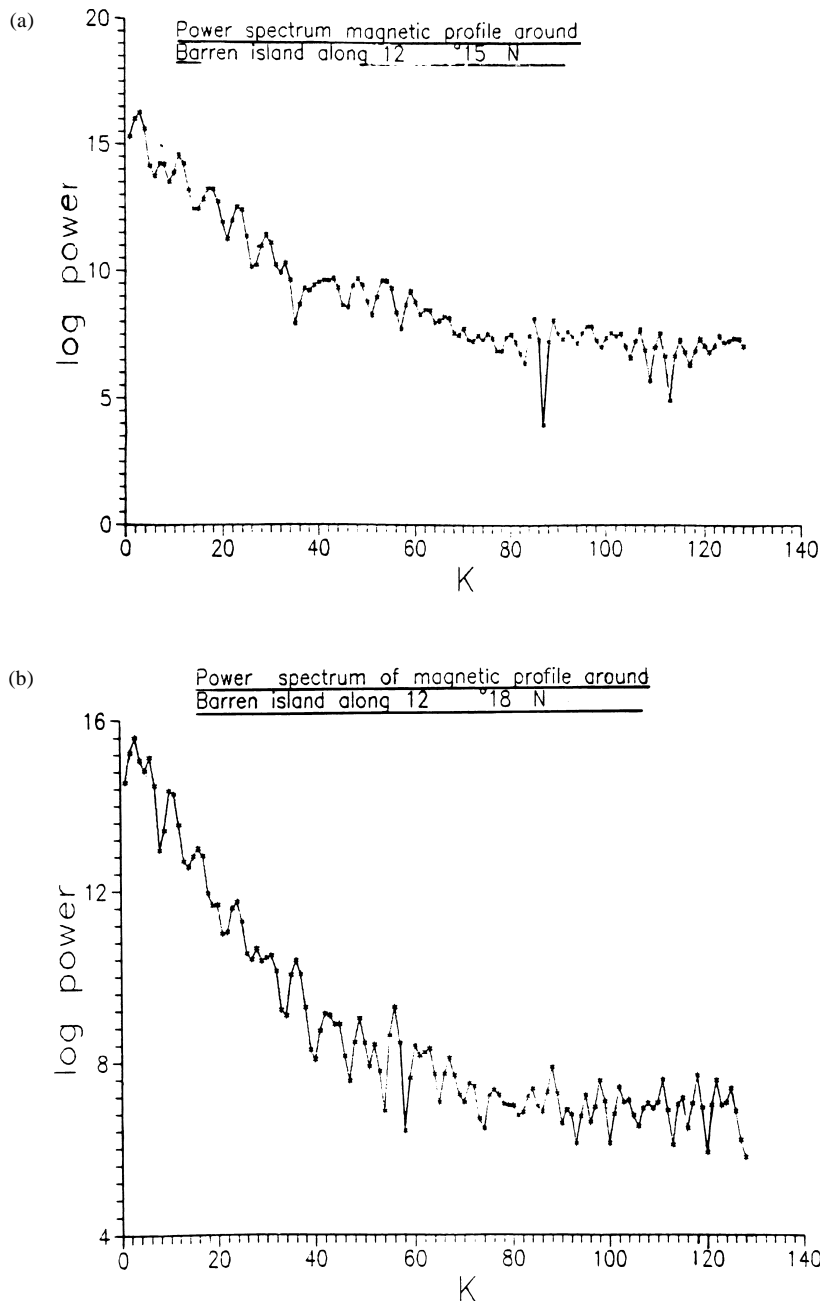 (a)
Power spectrum magnetic profile around
Barren island along 12 °15 N
20
15
10
5
0
log power
0 20 40 60 80 100 120 140
K
(b)
Power spectrum of magnetic profile around
Barren island along 12 °18 N
16
12
8
4
log power
0 20 40 60 80 100 120 140
K